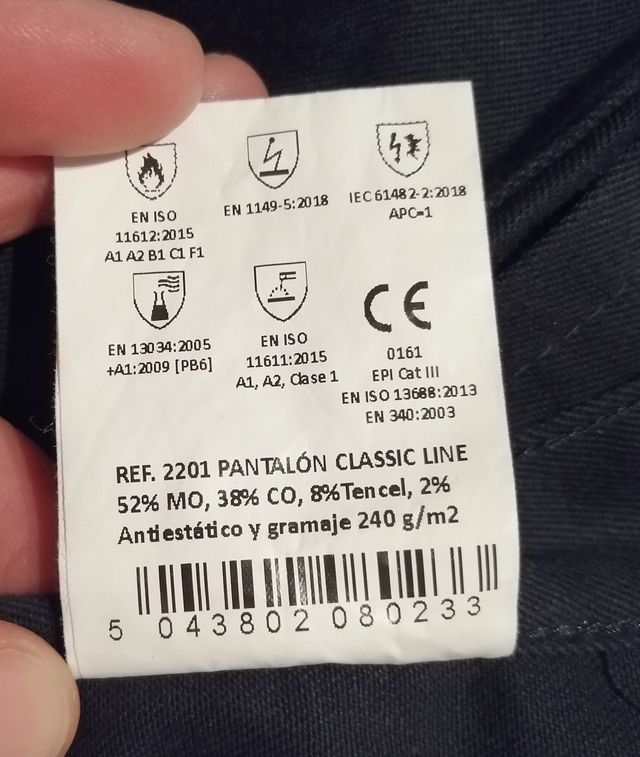 EN ISO
11612:2015
A1 A2 B1 C1 F1
EN 1149-5:2018
IEC 61482-2:2018
APC=1
EN 13034:2005
+A1:2009 [PB6]
EN ISO
11611:2015
A1, A2, Clase 1
CE
0161
EPI Cat III
EN ISO 13688:2013
EN 340:2003
REF. 2201 PANTALÓN CLASSIC LINE
52% MO, 38% CO, 8%Tencel, 2%
Antiestático y gramaje 240 g/m2
5 043802 080233